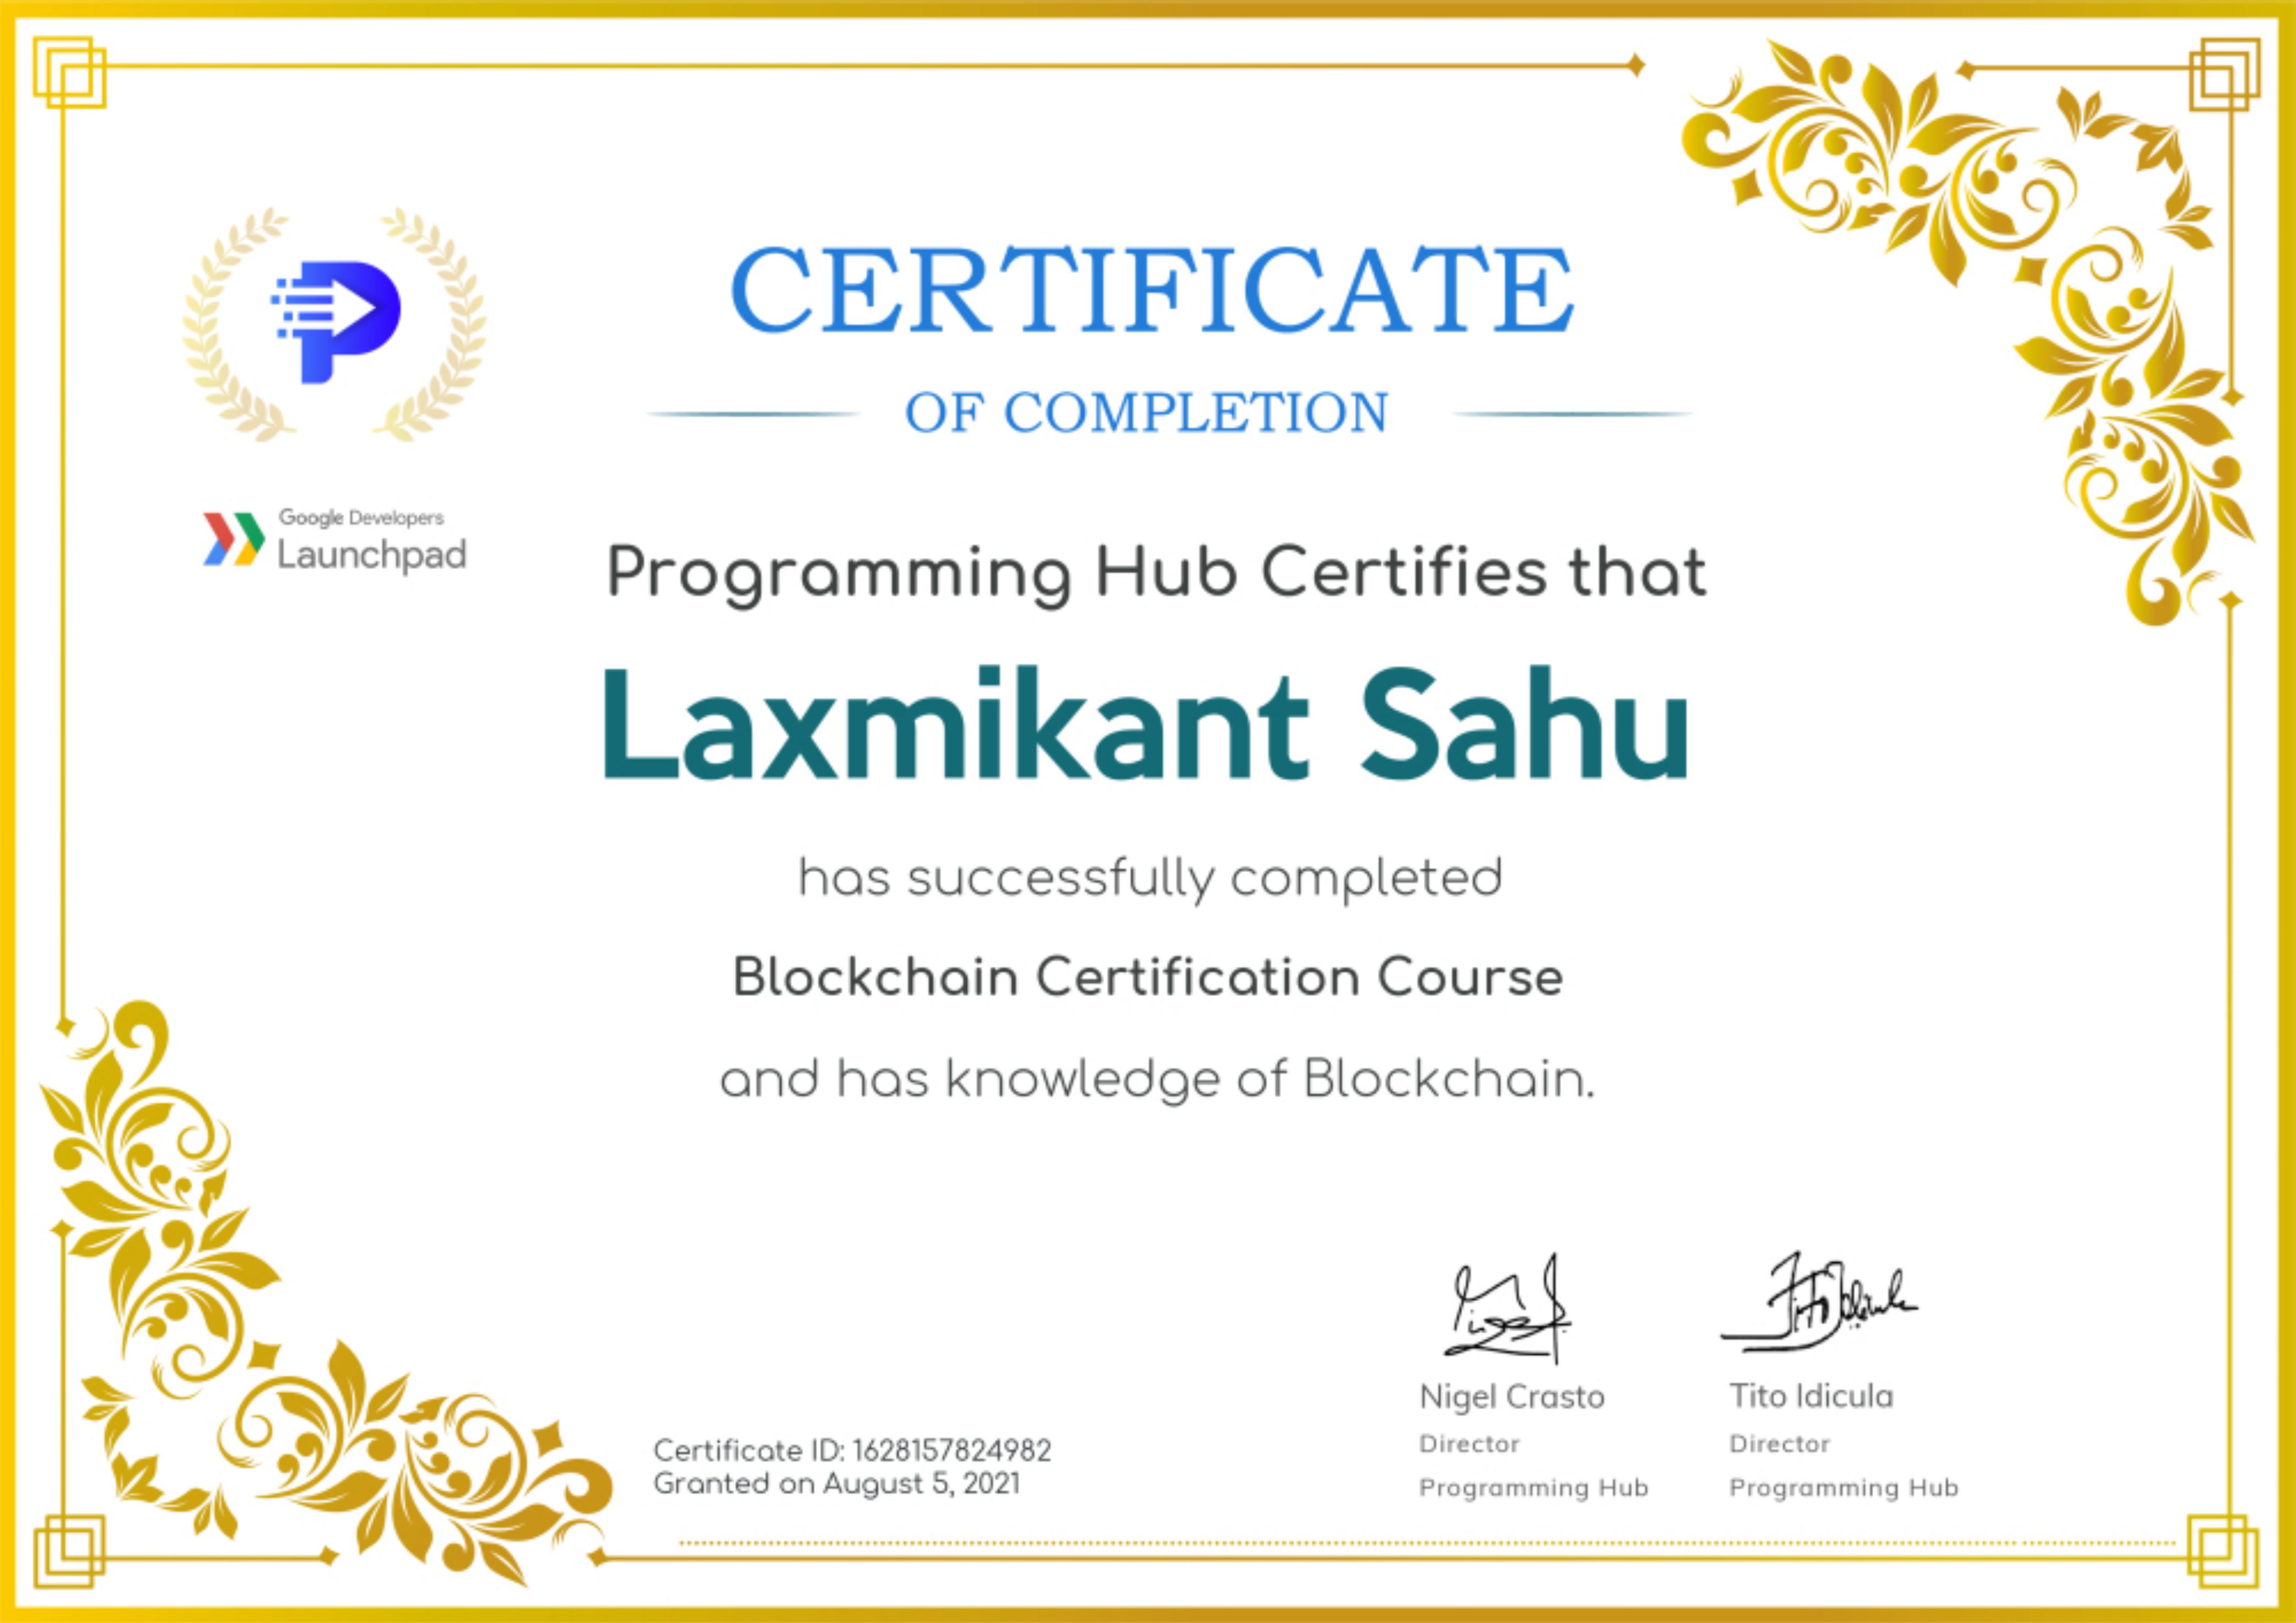 CERTIFICATE
OF COMPLETION
Google Developers
Launchpad
Programming Hub Certifies that
Laxmikant Sahu
has successfully completed
Blockchain Certification Course
and has knowledge of Blockchain.
Nigel Crasto
Director
Programming Hub
Tito Idicula
Director
Programming Hub
Certificate ID: 1628157824982
Granted on August 5, 2021